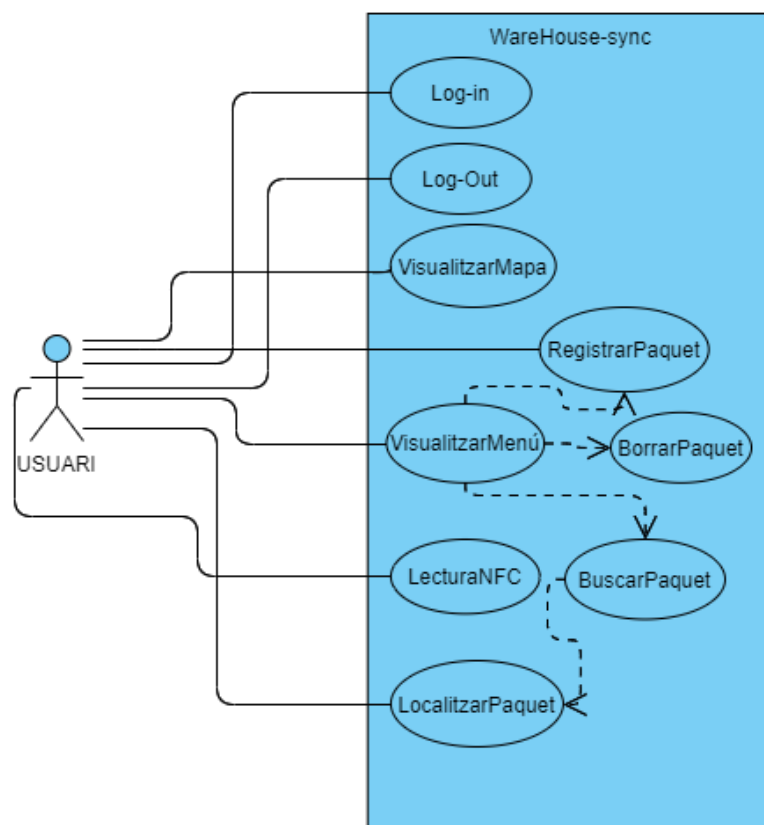 WareHouse-sync
Log-in
Log-Out
VisualitzarMapa
RegistrarPaquet
VisualitzarMenú
BorrarPaquet
USUARI
LecturaNFC
BuscarPaquet
LocalitzarPaquet